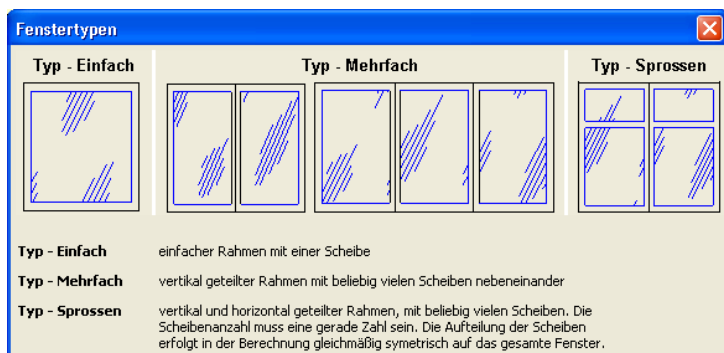 Fenstertypen
Typ - Einfach
Typ - Mehrfach
Typ - Sprossen
Typ - Einfach einfacher Rahmen mit einer Scheibe
Typ - Mehrfach vertikal geteilter Rahmen mit beliebig vielen Scheiben nebeneinander
Typ - Sprossen vertikal und horizontal geteilter Rahmen, mit beliebig vielen Scheiben. Die
Scheibenanzahl muss eine gerade Zahl sein. Die Aufteilung der Scheiben
erfolgt in der Berechnung gleichmäßig symetrisch auf das gesamte Fenster.